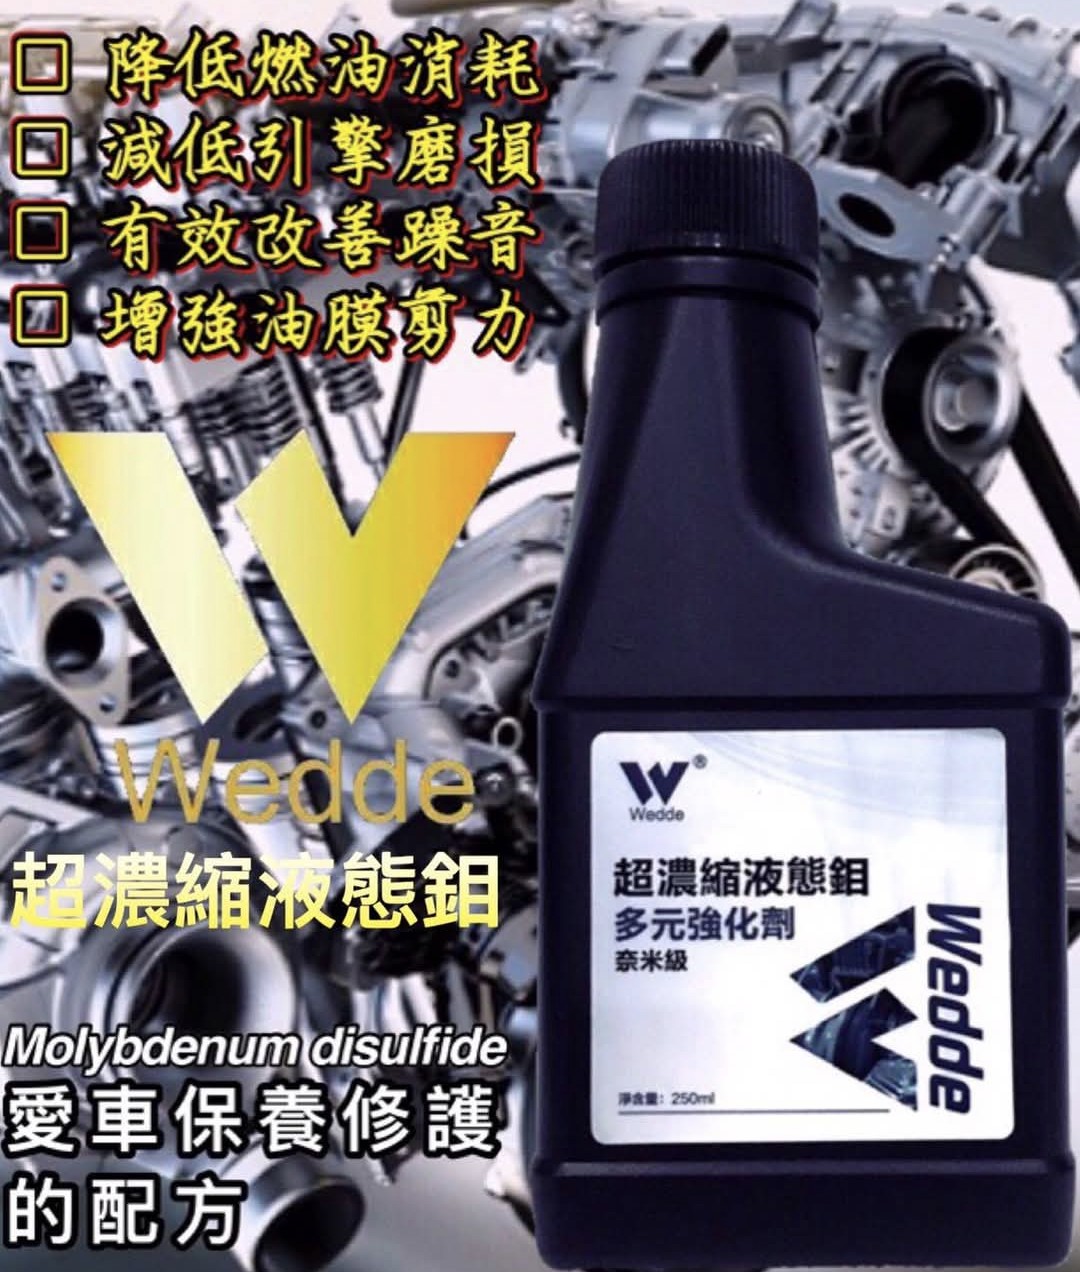 降低燃油消耗
減低引擎磨損
有效改善躁音
增強油膜剪力
Wedde
超濃縮液態鉬
Molybdenum disulfide
愛車保養修護
的配方
W®
Wedde
超濃縮液態鉬
多元強化劑
奈米級
Wedde
淨含量：250ml